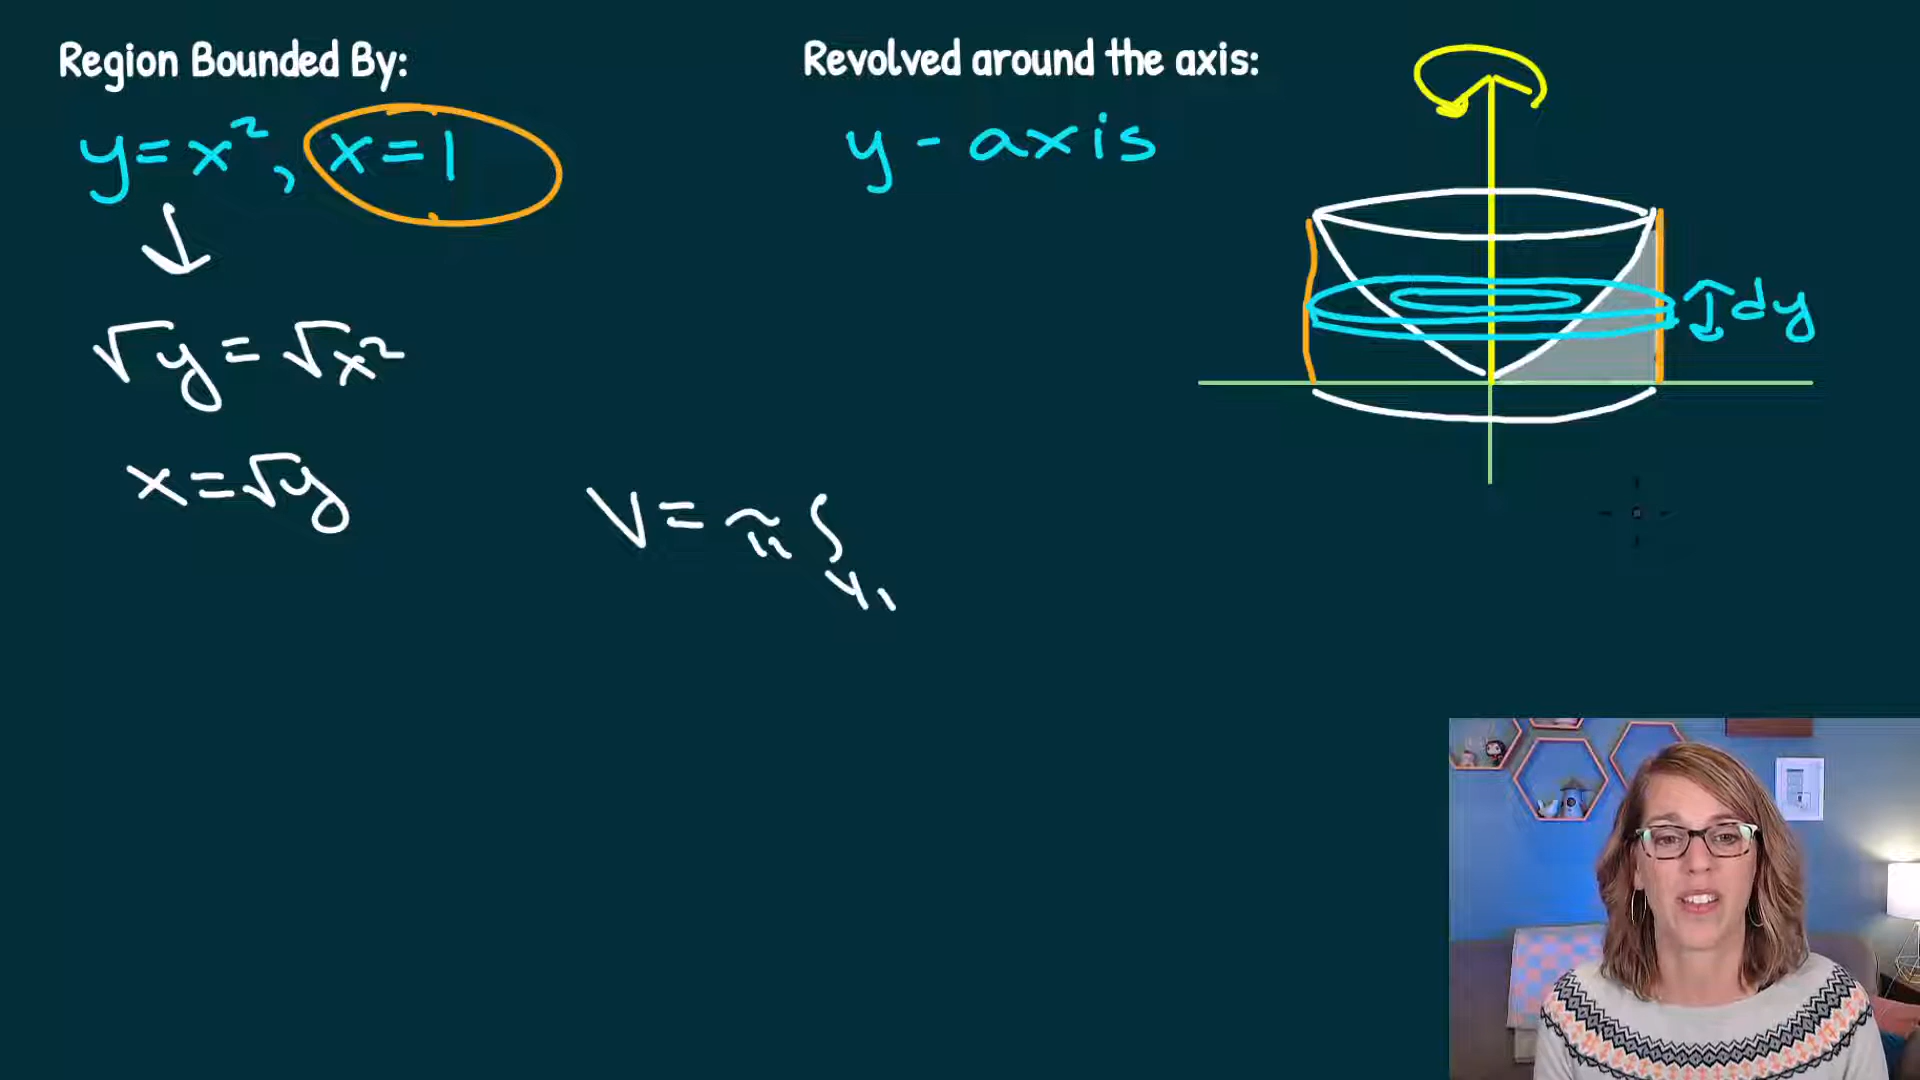 Region Bounded By:
y=x², x=1
√y=√x²
x=√y
Revolved around the axis:
y-axis
dy
V=π∫y₁